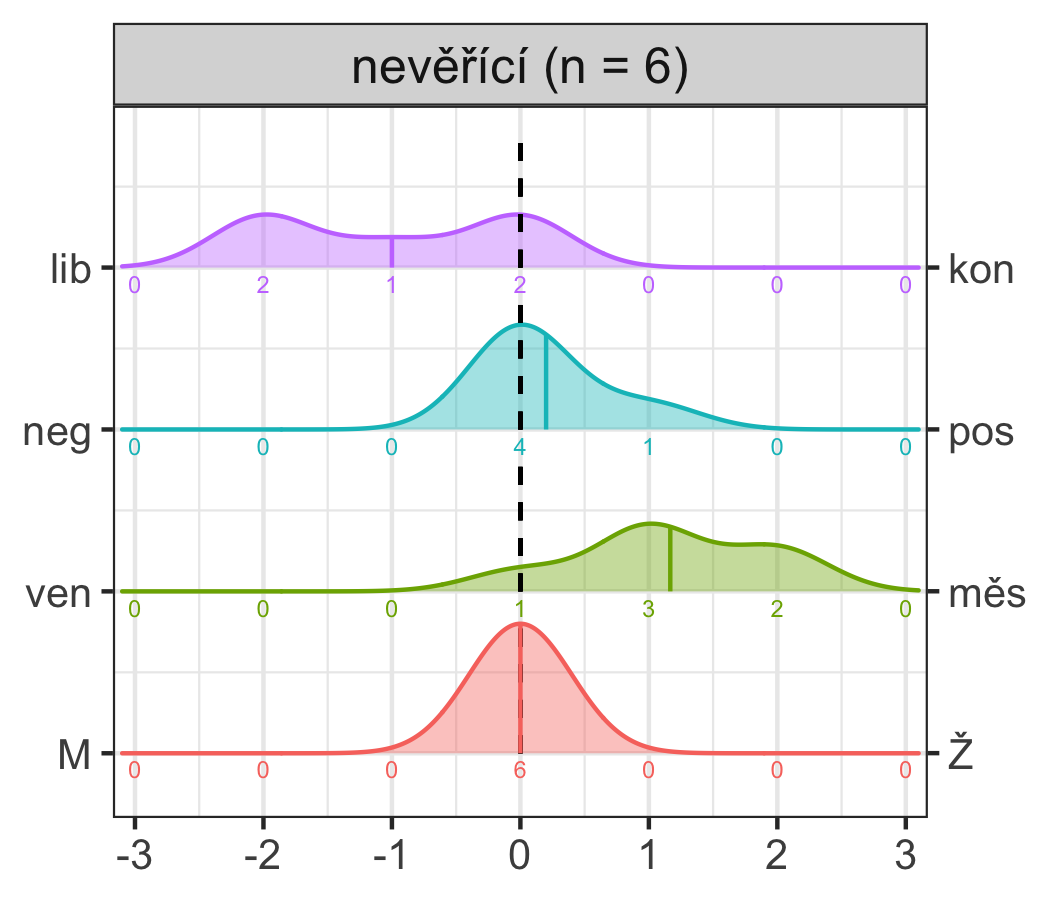 nevěřící (n = 6)
lib kon
0 2 1 2 0 0 0
neg pos
0 0 0 4 1 0 0
ven měs
0 0 0 1 3 2 0
M Ž
0 0 0 6 0 0 0
-3 -2 -1 0 1 2 3